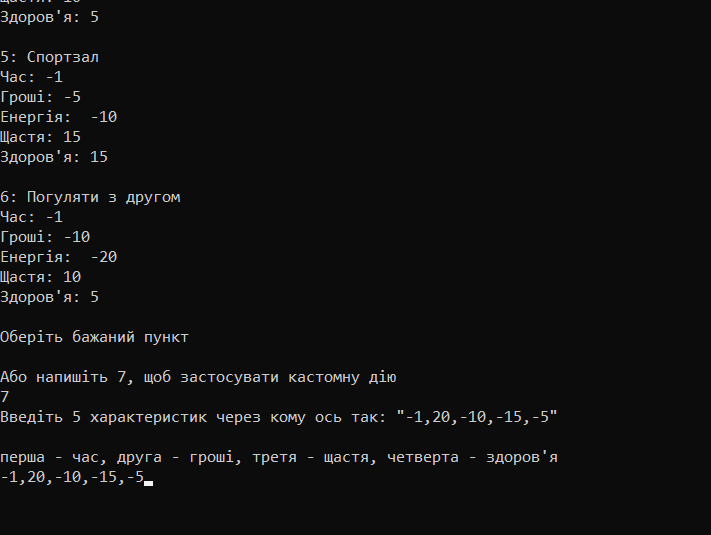 Щастя: 10
Здоров'я: 5
5: Спортзал
Час: -1
Гроші: -5
Енергія:  -10
Щастя: 15
Здоров'я: 15
6: Погуляти з другом
Час: -1
Гроші: -10
Енергія:  -20
Щастя: 10
Здоров'я: 5
Оберіть бажаний пункт
Або напишіть 7, щоб застосувати кастомну дію
7
Введіть 5 характеристик через кому ось так: "-1,20,-10,-15,-5"
перша - час, друга - гроші, третя - щастя, четверта - здоров'я
-1,20,-10,-15,-5